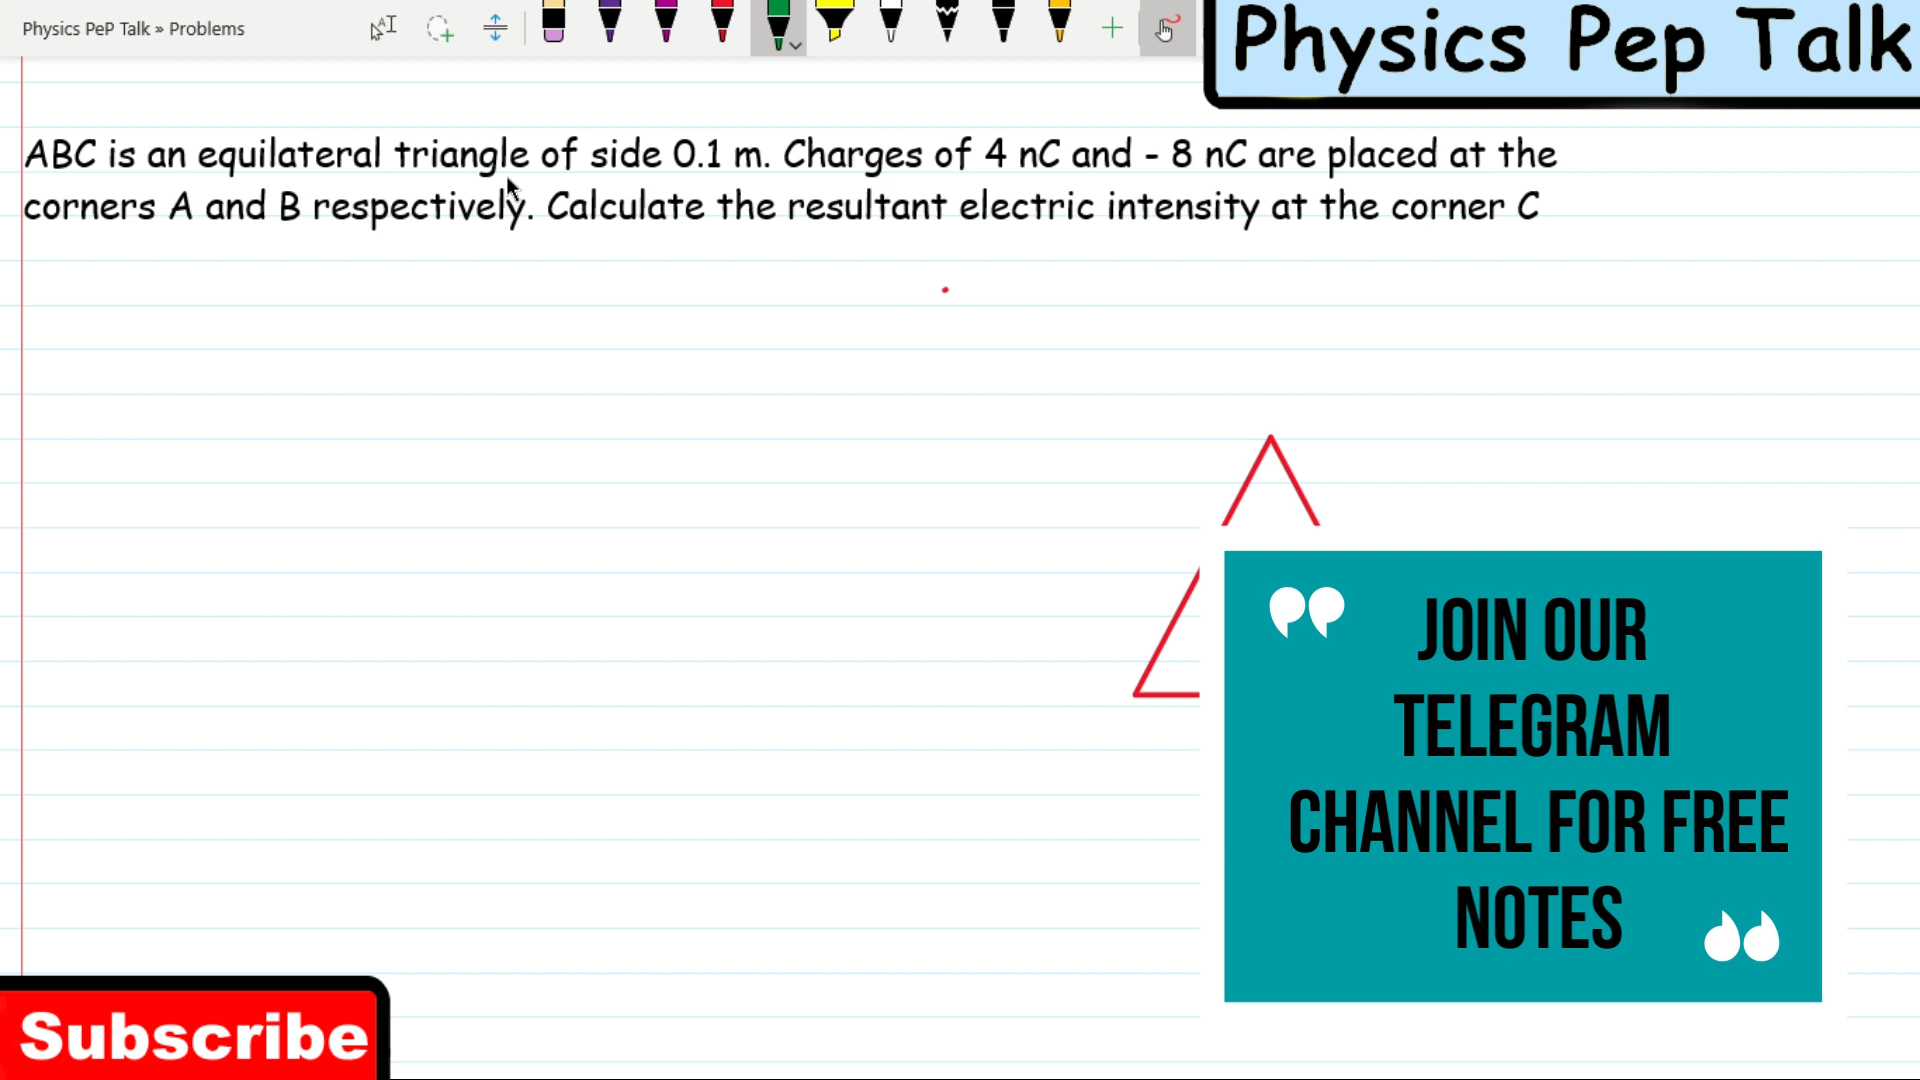 Physics PeP Talk » Problems
Physics Pep Talk
ABC is an equilateral triangle of side 0.1 m. Charges of 4 nC and - 8 nC are placed at the
corners A and B respectively. Calculate the resultant electric intensity at the corner C
JOIN OUR
TELEGRAM
CHANNEL FOR FREE
NOTES
Subscribe